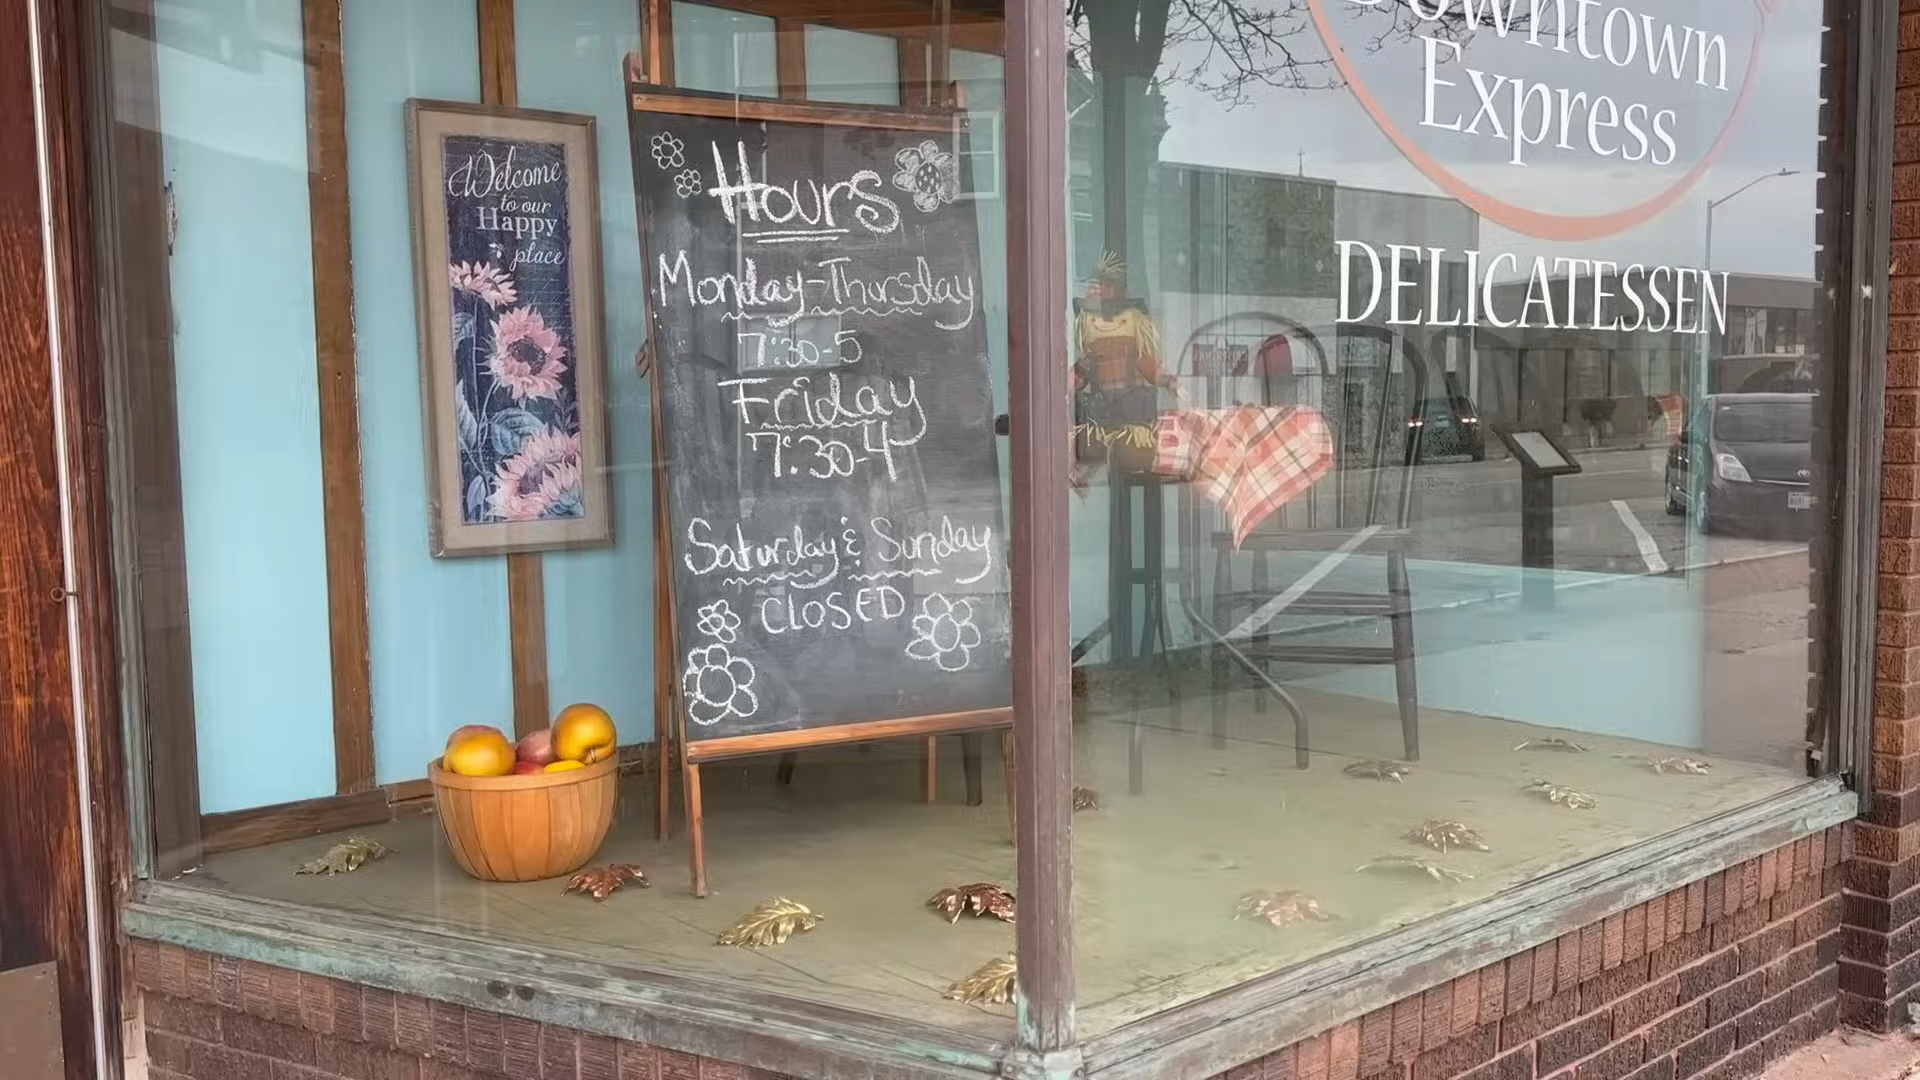 Welcome
to our
Happy
place
Hours
Monday-Thursday
7:30-5
Friday
7:30-4
Saturday & Sunday
CLOSED
Downtown
Express
DELICATESSEN